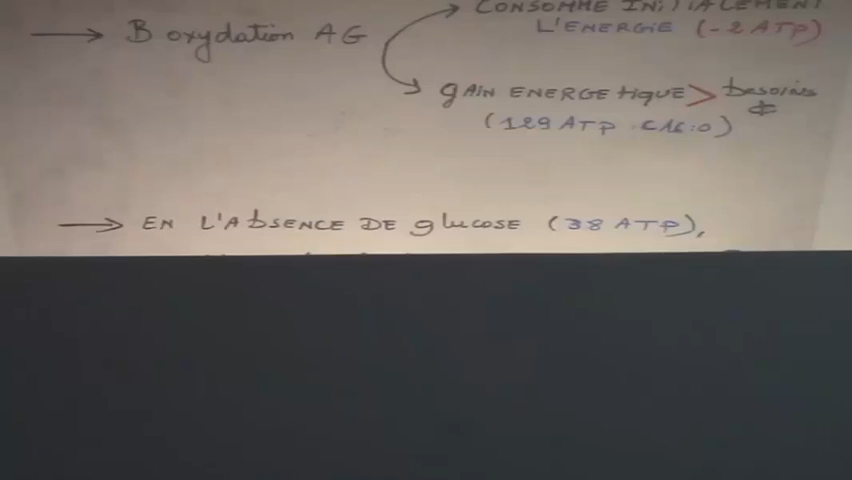 CONSOMME INITIALEMENT
→ B oxydation AG
L'ENERGIE (-2 ATP)
gAIN ENERGETIQUE > besoins
(129 ATP C16:0)
→ EN L'AbSENCE DE glucose (38 ATP),